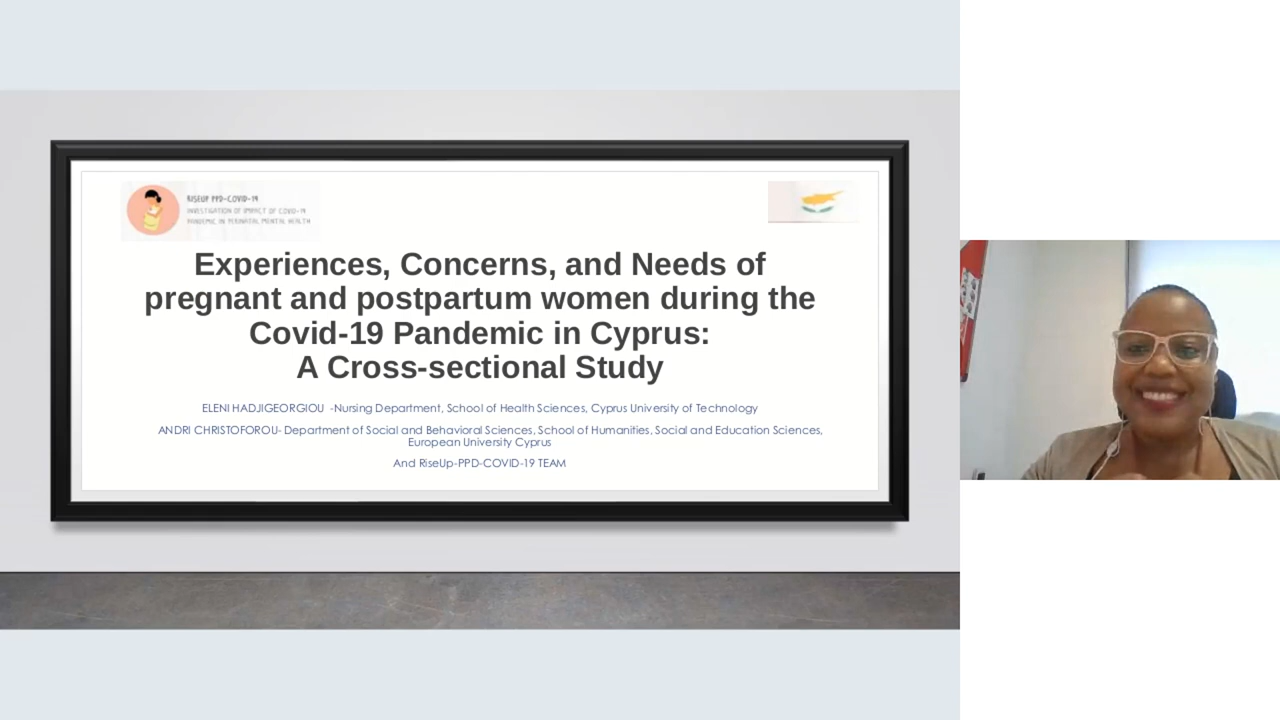 RISEUP PPD-COVID-19
INVESTIGATION OF IMPACT OF COVID-19
PANDEMIC IN PERINATAL MENTAL HEALTH
Experiences, Concerns, and Needs of
pregnant and postpartum women during the
Covid-19 Pandemic in Cyprus:
A Cross-sectional Study
ELENI HADJIGEORGIOU -Nursing Department, School of Health Sciences, Cyprus University of Technology
ANDRI CHRISTOFOROU- Department of Social and Behavioral Sciences, School of Humanities, Social and Education Sciences,
European University Cyprus
And RiseUp-PPD-COVID-19 TEAM